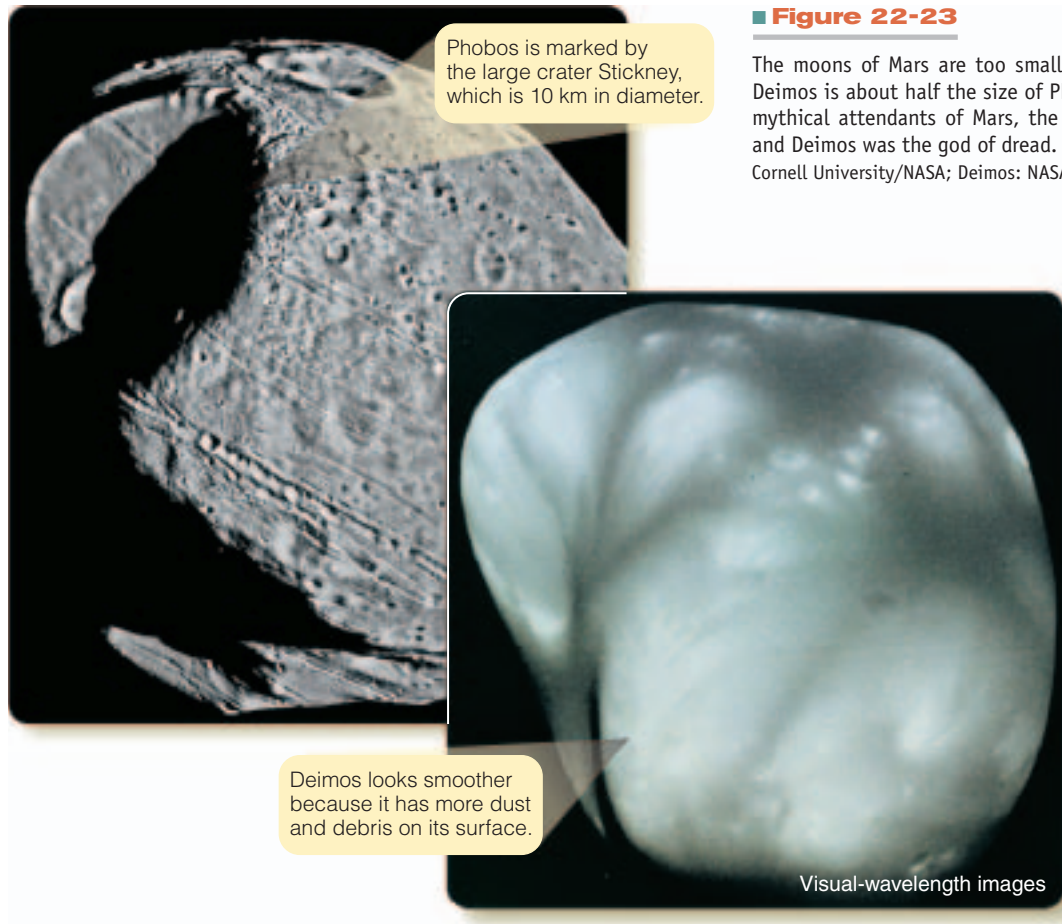 Phobos is marked by
the large crater Stickney,
which is 10 km in diameter.
■ Figure 22-23
The moons of Mars are too small
Deimos is about half the size of P
mythical attendants of Mars, the
and Deimos was the god of dread.
Cornell University/NASA; Deimos: NASA
Deimos looks smoother
because it has more dust
and debris on its surface.
Visual-wavelength images